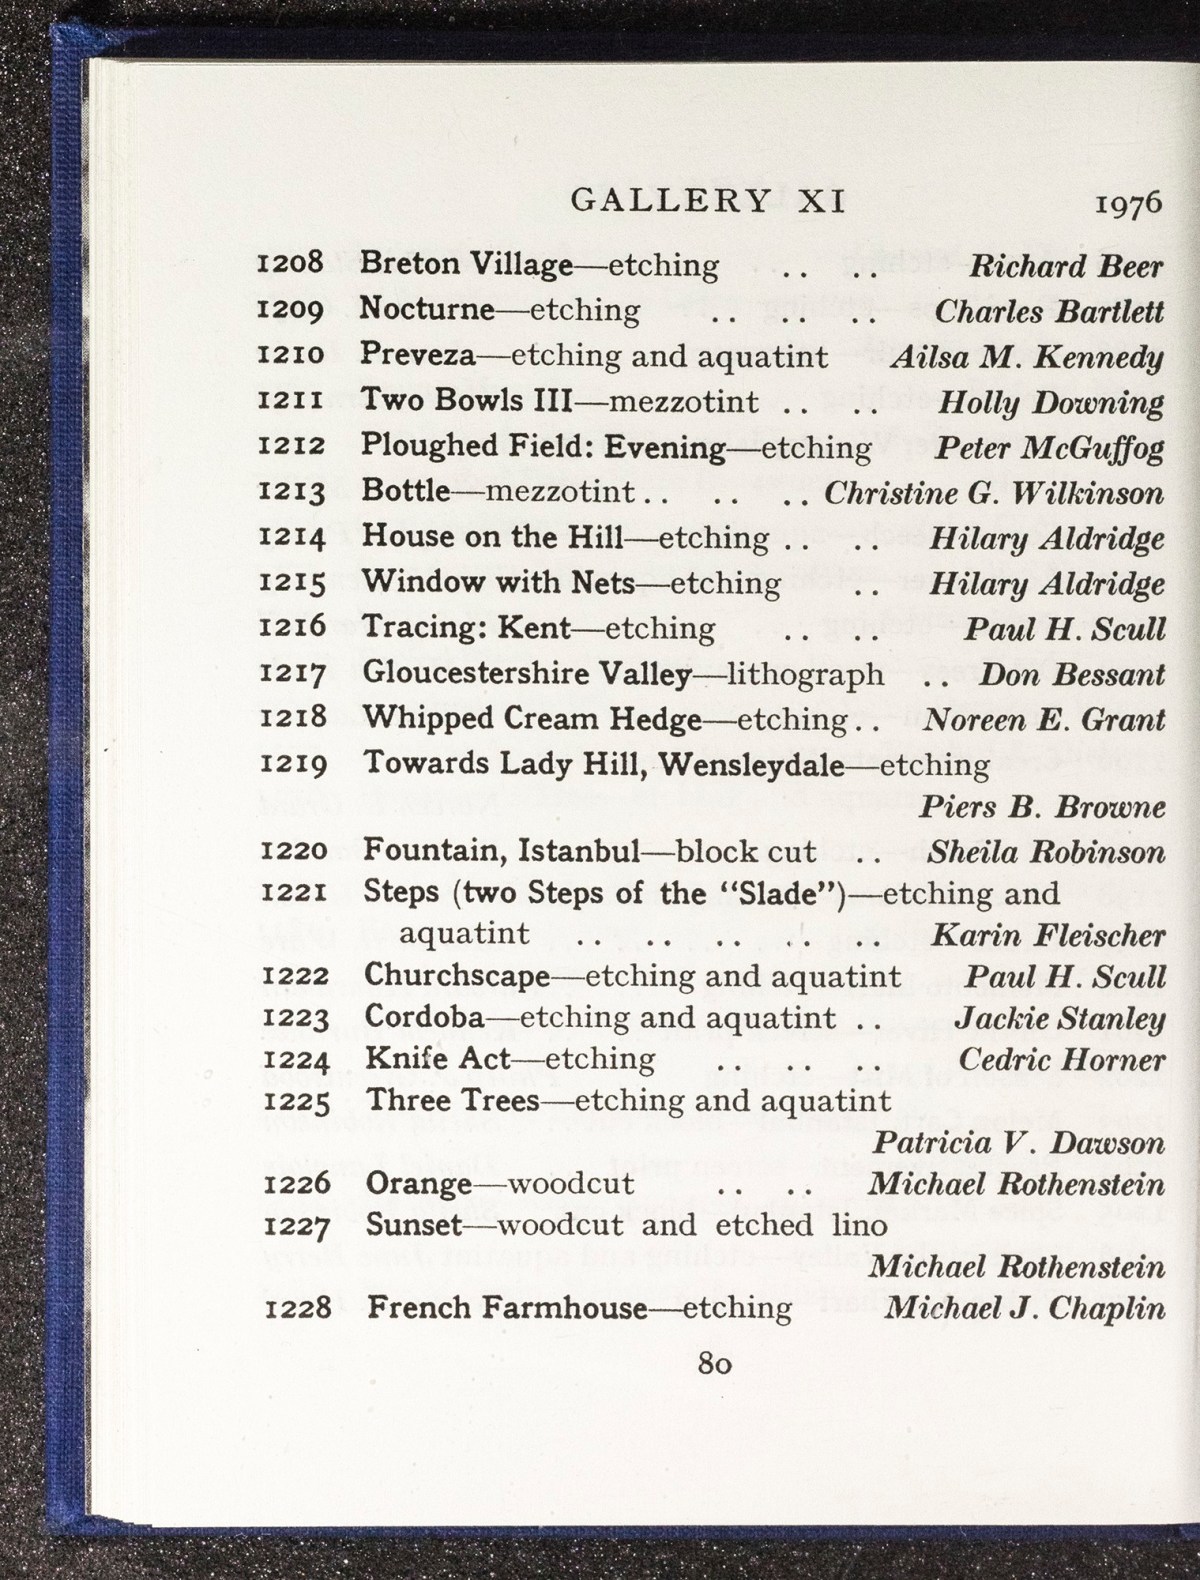 GALLERY XI 1976
1208 Breton Village—etching .. .. Richard Beer
1209 Nocturne—etching .. .. .. Charles Bartlett
1210 Preveza—etching and aquatint Ailsa M. Kennedy
1211 Two Bowls III—mezzotint .. .. Holly Downing
1212 Ploughed Field: Evening—etching Peter McGuffog
1213 Bottle—mezzotint .. .. .. Christine G. Wilkinson
1214 House on the Hill—etching .. .. Hilary Aldridge
1215 Window with Nets—etching .. Hilary Aldridge
1216 Tracing: Kent—etching .. .. Paul H. Scull
1217 Gloucestershire Valley—lithograph .. Don Bessant
1218 Whipped Cream Hedge—etching .. Noreen E. Grant
1219 Towards Lady Hill, Wensleydale—etching
Piers B. Browne
1220 Fountain, Istanbul—block cut .. Sheila Robinson
1221 Steps (two Steps of the “Slade”)—etching and
aquatint .. .. .. .. .. Karin Fleischer
1222 Churchscape—etching and aquatint Paul H. Scull
1223 Cordoba—etching and aquatint .. Jackie Stanley
1224 Knife Act—etching .. .. .. Cedric Horner
1225 Three Trees—etching and aquatint
Patricia V. Dawson
1226 Orange—woodcut .. .. Michael Rothenstein
1227 Sunset—woodcut and etched lino
Michael Rothenstein
1228 French Farmhouse—etching Michael J. Chaplin
80